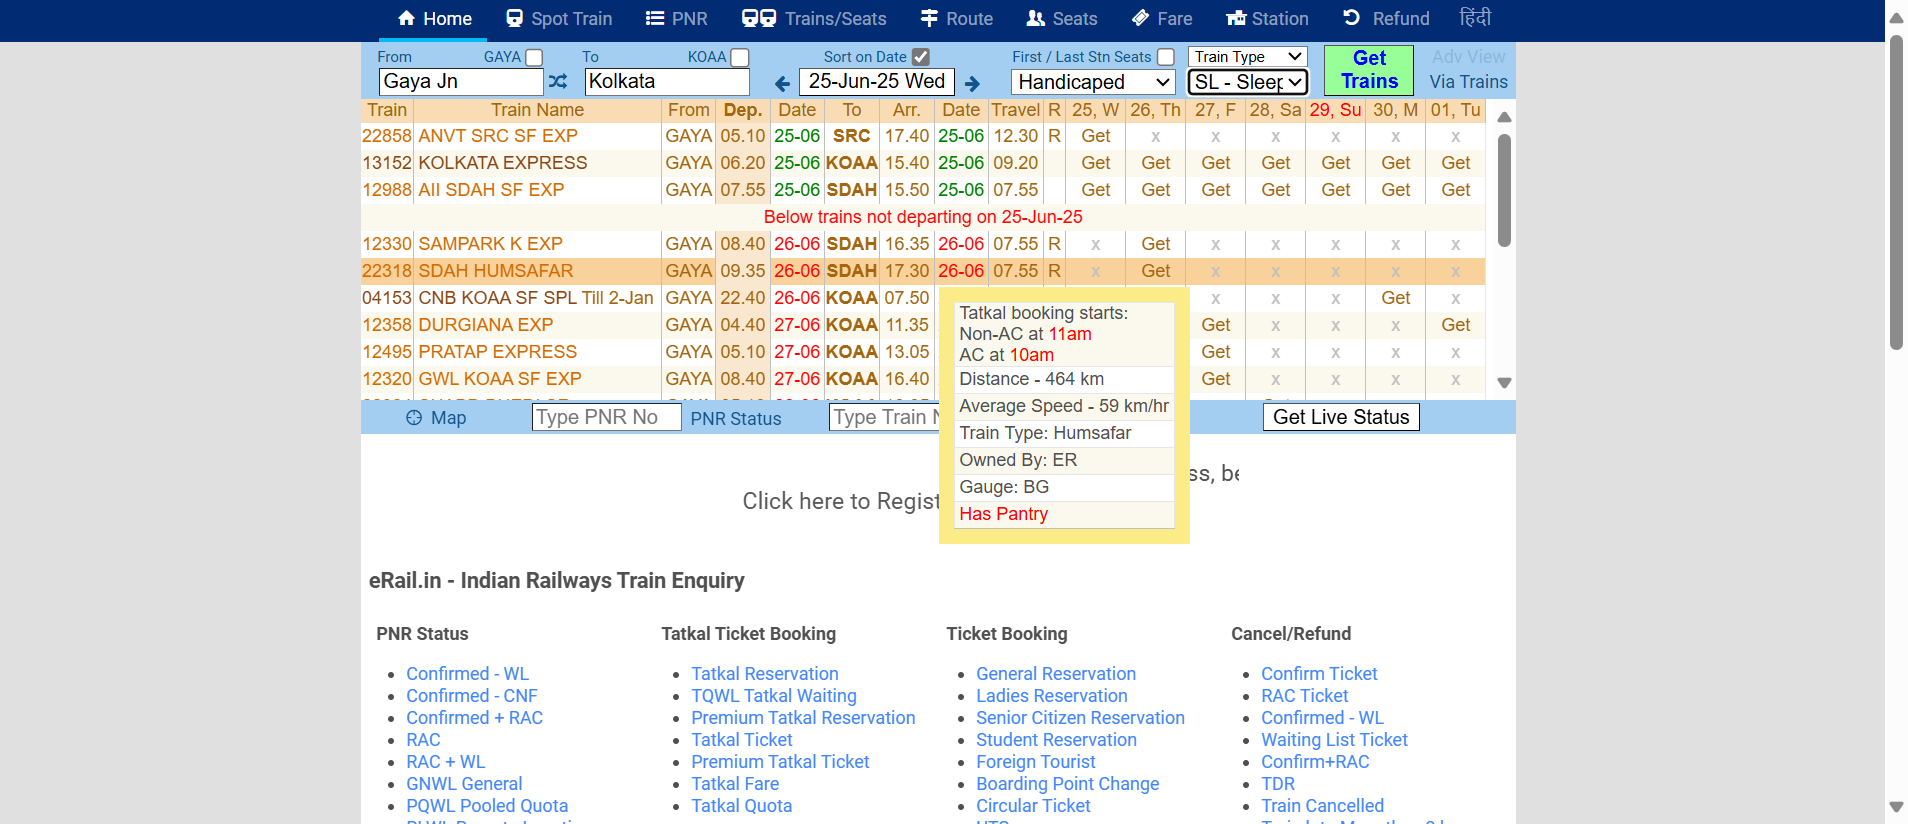 Home Spot Train PNR Trains/Seats Route Seats Fare Station Refund हिंदी
From GAYA To KOAA Sort on Date First / Last Stn Seats Train Type Get Trains Adv View
Gaya Jn Kolkata 25-Jun-25 Wed Handicaped SL - Sleep Via Trains
Train Train Name From Dep. Date To Arr. Date Travel R 25, W 26, Th 27, F 28, Sa 29, Su 30, M 01, Tu
22858 ANVT SRC SF EXP GAYA 05.10 25-06 SRC 17.40 25-06 12.30 R Get x x x x x x
13152 KOLKATA EXPRESS GAYA 06.20 25-06 KOAA 15.40 25-06 09.20 Get Get Get Get Get Get Get
12988 AII SDAH SF EXP GAYA 07.55 25-06 SDAH 15.50 25-06 07.55 Get Get Get Get Get Get Get
Below trains not departing on 25-Jun-25
12330 SAMPARK K EXP GAYA 08.40 26-06 SDAH 16.35 26-06 07.55 R x Get x x x x x
22318 SDAH HUMSAFAR GAYA 09.35 26-06 SDAH 17.30 26-06 07.55 R x Get x x x x x
04153 CNB KOAA SF SPL Till 2-Jan GAYA 22.40 26-06 KOAA 07.50 x x x Get x
12358 DURGIANA EXP GAYA 04.40 27-06 KOAA 11.35 Get x x x Get
12495 PRATAP EXPRESS GAYA 05.10 27-06 KOAA 13.05 Get x x x x
12320 GWL KOAA SF EXP GAYA 08.40 27-06 KOAA 16.40 Get x x x x
Tatkal booking starts:
Non-AC at 11am
AC at 10am
Distance - 464 km
Average Speed - 59 km/hr
Train Type: Humsafar
Owned By: ER
Gauge: BG
Has Pantry
Map Type PNR No PNR Status Type Train Get Live Status
ss, be
Click here to Regist
eRail.in - Indian Railways Train Enquiry
PNR Status
Confirmed - WL
Confirmed - CNF
Confirmed + RAC
RAC
RAC + WL
GNWL General
PQWL Pooled Quota
Tatkal Ticket Booking
Tatkal Reservation
TQWL Tatkal Waiting
Premium Tatkal Reservation
Tatkal Ticket
Premium Tatkal Ticket
Tatkal Fare
Tatkal Quota
Ticket Booking
General Reservation
Ladies Reservation
Senior Citizen Reservation
Student Reservation
Foreign Tourist
Boarding Point Change
Circular Ticket
Cancel/Refund
Confirm Ticket
RAC Ticket
Confirmed - WL
Waiting List Ticket
Confirm+RAC
TDR
Train Cancelled